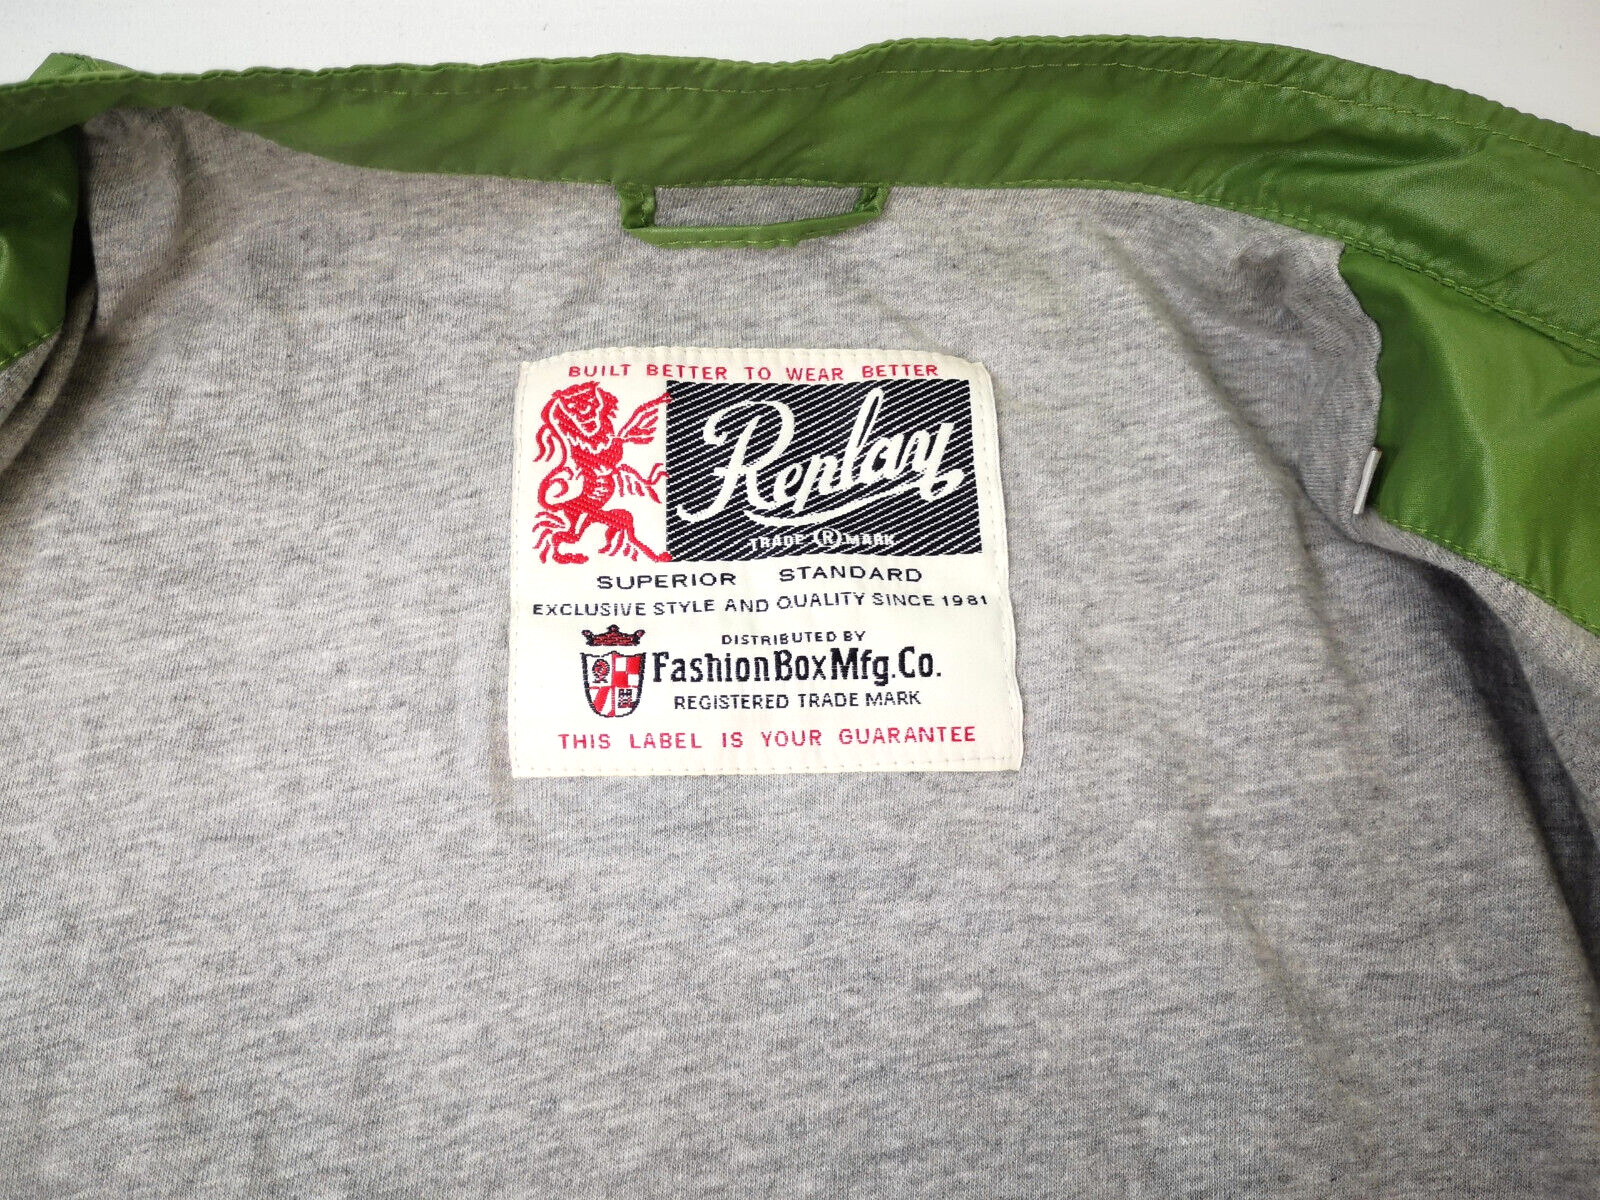 BUILT BETTER TO WEAR BETTER
Replay
TRADE (R) MARK
SUPERIOR STANDARD
EXCLUSIVE STYLE AND QUALITY SINCE 1981
DISTRIBUTED BY
FashionBoxMfg.Co.
REGISTERED TRADE MARK
THIS LABEL IS YOUR GUARANTEE